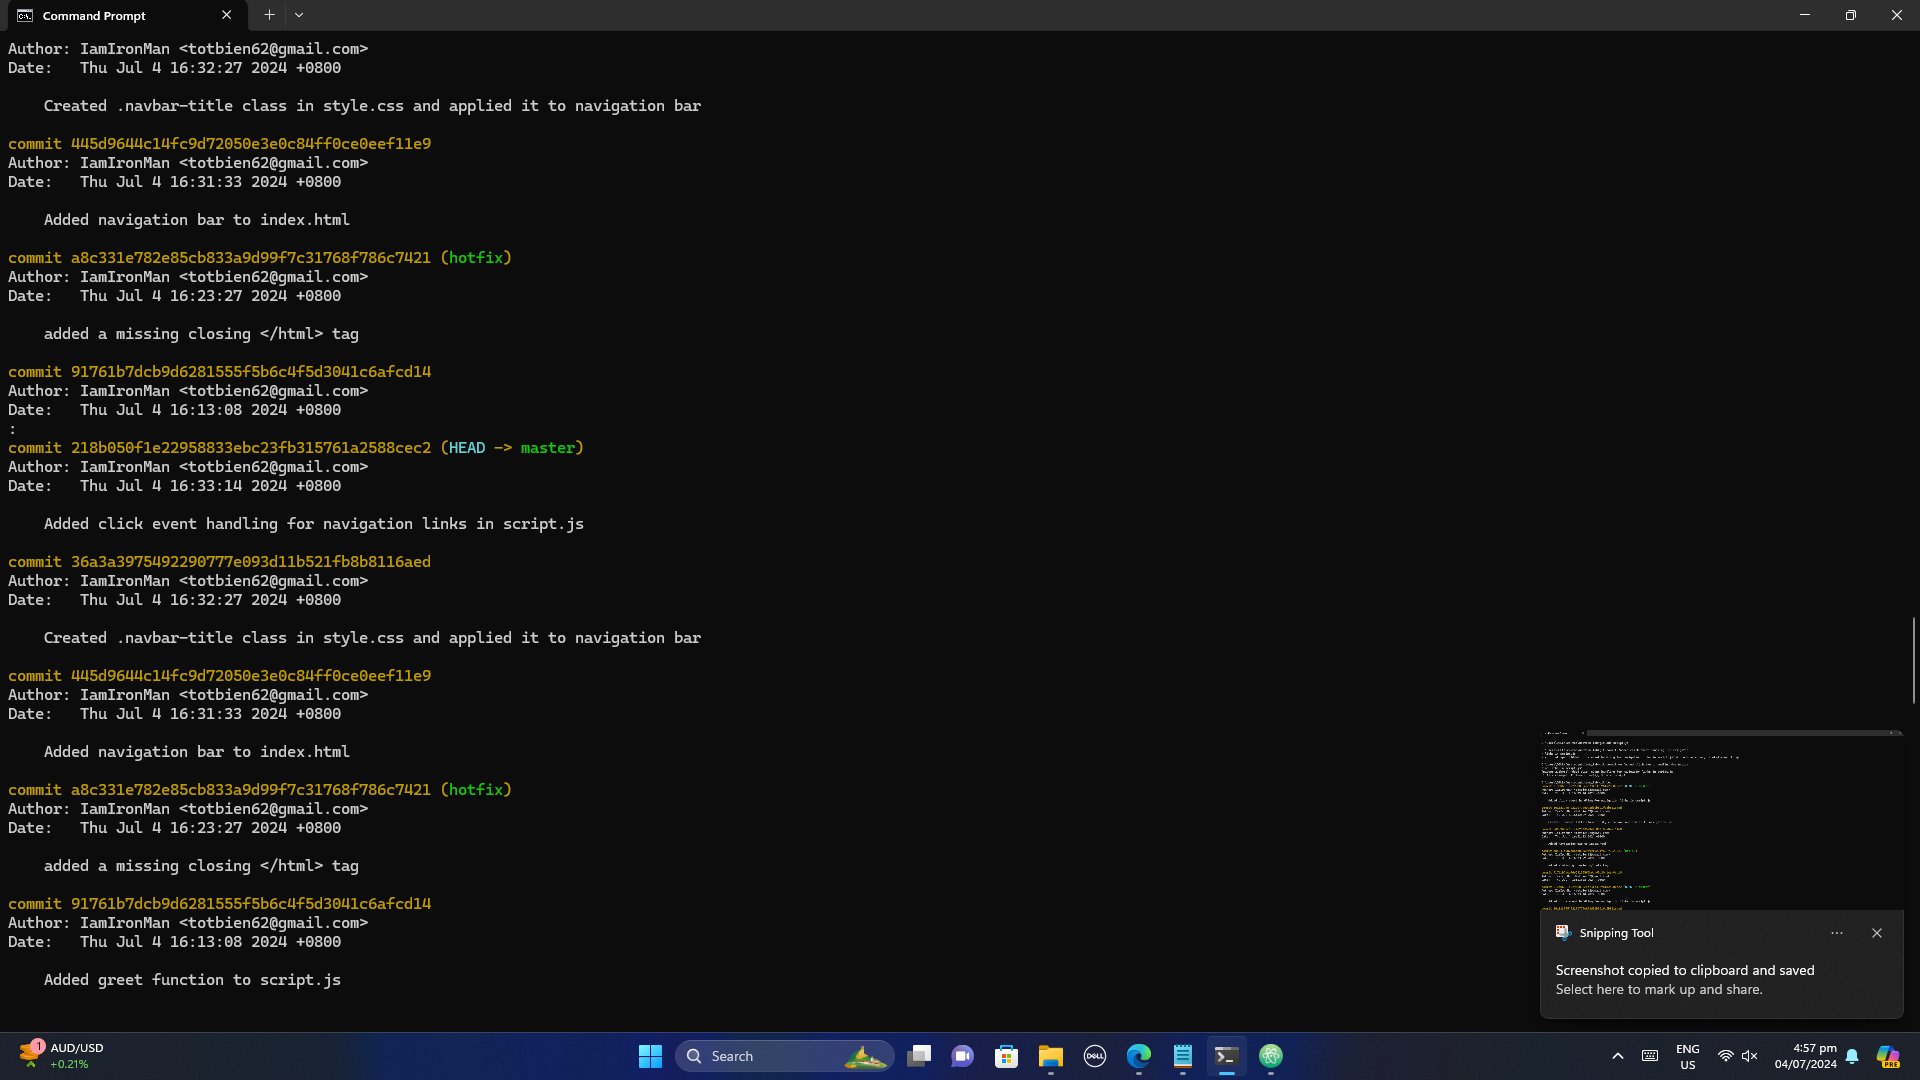 Command Prompt
Author: IamIronMan <totbien62@gmail.com>
Date:   Thu Jul 4 16:32:27 2024 +0800
    Created .navbar-title class in style.css and applied it to navigation bar
commit 445d9644c14fc9d72050e3e0c84ff0ce0eef11e9
Author: IamIronMan <totbien62@gmail.com>
Date:   Thu Jul 4 16:31:33 2024 +0800
    Added navigation bar to index.html
commit a8c331e782e85cb833a9d99f7c31768f786c7421 (hotfix)
Author: IamIronMan <totbien62@gmail.com>
Date:   Thu Jul 4 16:23:27 2024 +0800
    added a missing closing </html> tag
commit 91761b7dcb9d6281555f5b6c4f5d3041c6afcd14
Author: IamIronMan <totbien62@gmail.com>
Date:   Thu Jul 4 16:13:08 2024 +0800
:
commit 218b050f1e22958833ebc23fb315761a2588cec2 (HEAD -> master)
Author: IamIronMan <totbien62@gmail.com>
Date:   Thu Jul 4 16:33:14 2024 +0800
    Added click event handling for navigation links in script.js
commit 36a3a3975492290777e093d11b521fb8b8116aed
Author: IamIronMan <totbien62@gmail.com>
Date:   Thu Jul 4 16:32:27 2024 +0800
    Created .navbar-title class in style.css and applied it to navigation bar
commit 445d9644c14fc9d72050e3e0c84ff0ce0eef11e9
Author: IamIronMan <totbien62@gmail.com>
Date:   Thu Jul 4 16:31:33 2024 +0800
    Added navigation bar to index.html
commit a8c331e782e85cb833a9d99f7c31768f786c7421 (hotfix)
Author: IamIronMan <totbien62@gmail.com>
Date:   Thu Jul 4 16:23:27 2024 +0800
    added a missing closing </html> tag
commit 91761b7dcb9d6281555f5b6c4f5d3041c6afcd14
Author: IamIronMan <totbien62@gmail.com>
Date:   Thu Jul 4 16:13:08 2024 +0800
    Added greet function to script.js
Snipping Tool
Screenshot copied to clipboard and saved
Select here to mark up and share.
1
AUD/USD
+0.21%
Search
DELL
ENG
US
4:57 pm
04/07/2024
PRE